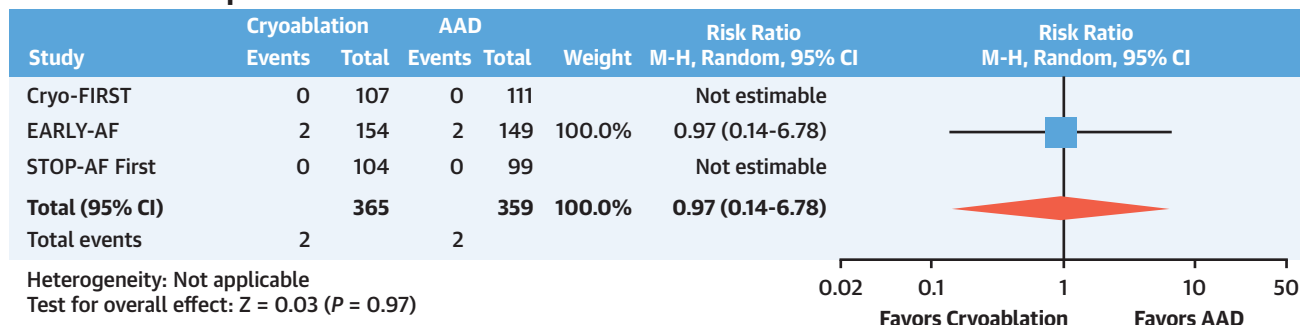 Cryoablation AAD Risk Ratio Risk Ratio
Study Events Total Events Total Weight M-H, Random, 95% CI M-H, Random, 95% CI
Cryo-FIRST 0 107 0 111 Not estimable
EARLY-AF 2 154 2 149 100.0% 0.97 (0.14-6.78)
STOP-AF First 0 104 0 99 Not estimable
Total (95% CI) 365 359 100.0% 0.97 (0.14-6.78)
Total events 2 2
Heterogeneity: Not applicable
Test for overall effect: Z = 0.03 (P = 0.97)
0.02 0.1 1 10 50
Favors Cryoablation Favors AAD